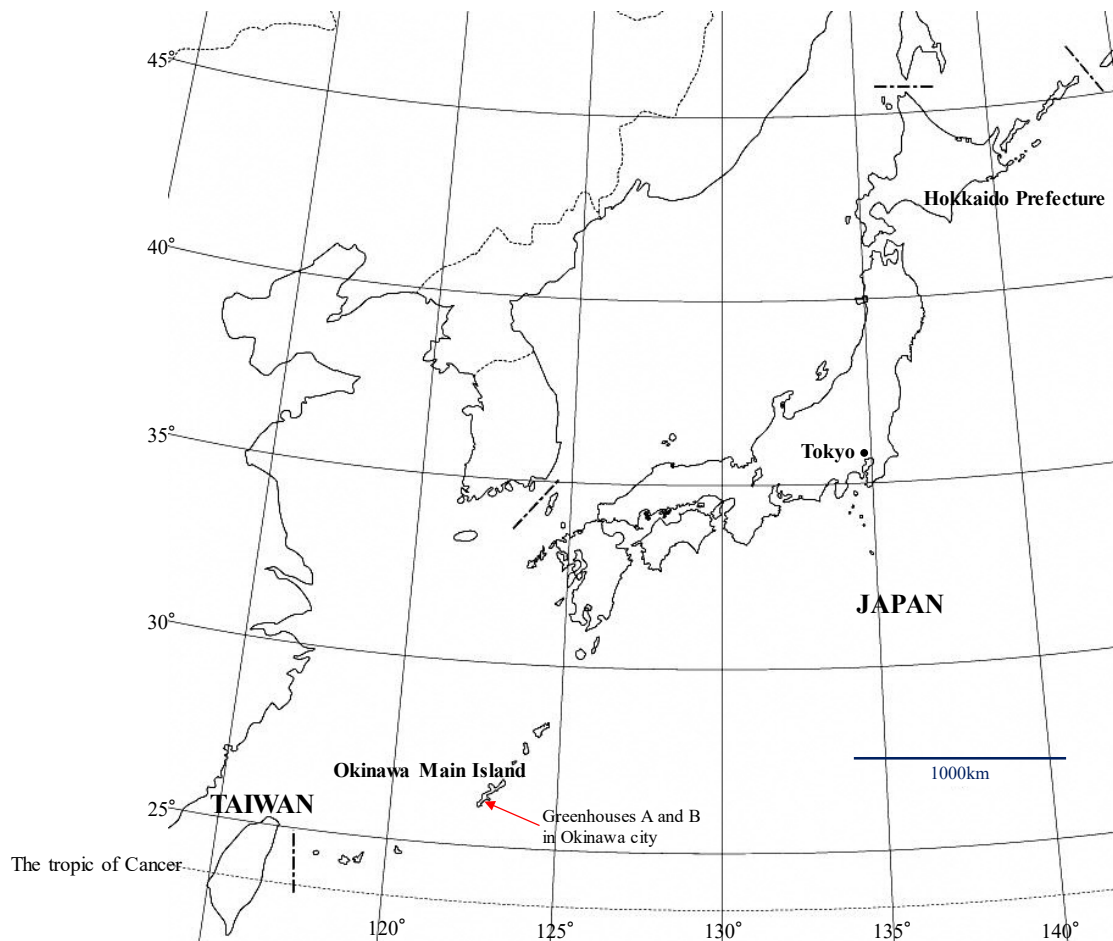 45°
Hokkaido Prefecture
40°
35°
Tokyo
JAPAN
30°
Okinawa Main Island
1000km
TAIWAN
25°
Greenhouses A and B
in Okinawa city
The tropic of Cancer
120°
125°
130°
135°
140°